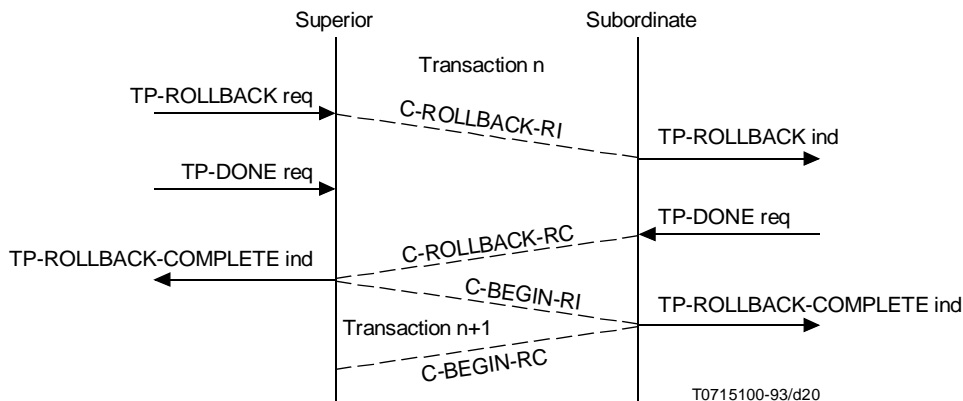 Superior
Subordinate
Transaction n
TP-ROLLBACK req
C-ROLLBACK-RI
TP-ROLLBACK ind
TP-DONE req
TP-DONE req
C-ROLLBACK-RC
TP-ROLLBACK-COMPLETE ind
C-BEGIN-RI
TP-ROLLBACK-COMPLETE ind
Transaction n+1
C-BEGIN-RC
T0715100-93/d20